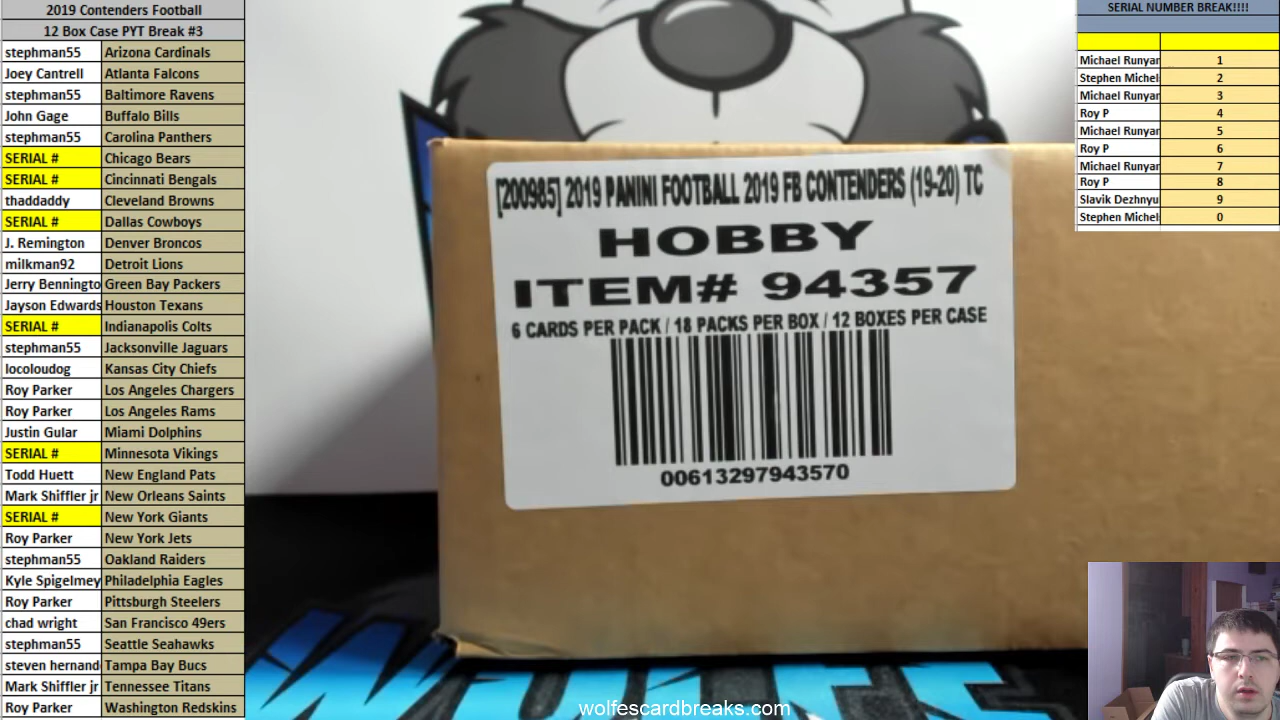 2019 Contenders Football
12 Box Case PYT Break #3
stephman55 Arizona Cardinals
Joey Cantrell Atlanta Falcons
stephman55 Baltimore Ravens
John Gage Buffalo Bills
stephman55 Carolina Panthers
SERIAL # Chicago Bears
SERIAL # Cincinnati Bengals
thaddaddy Cleveland Browns
SERIAL # Dallas Cowboys
J. Remington Denver Broncos
milkman92 Detroit Lions
Jerry Benningto Green Bay Packers
Jayson Edwards Houston Texans
SERIAL # Indianapolis Colts
stephman55 Jacksonville Jaguars
locoloudog Kansas City Chiefs
Roy Parker Los Angeles Chargers
Roy Parker Los Angeles Rams
Justin Gular Miami Dolphins
SERIAL # Minnesota Vikings
Todd Huett New England Pats
Mark Shiffler jr New Orleans Saints
SERIAL # New York Giants
Roy Parker New York Jets
stephman55 Oakland Raiders
Kyle Spigelmey Philadelphia Eagles
Roy Parker Pittsburgh Steelers
chad wright San Francisco 49ers
stephman55 Seattle Seahawks
steven hernand Tampa Bay Bucs
Mark Shiffler jr Tennessee Titans
Roy Parker Washington Redskins
[200985] 2019 PANINI FOOTBALL 2019 FB CONTENDERS (19-20) TC
HOBBY
ITEM# 94357
6 CARDS PER PACK / 18 PACKS PER BOX / 12 BOXES PER CASE
00613297943570
WOLFES
wolfescardbreaks.com
SERIAL NUMBER BREAK!!!!
Michael Runyan 1
Stephen Michel 2
Michael Runyan 3
Roy P 4
Michael Runyan 5
Roy P 6
Michael Runyan 7
Roy P 8
Slavik Dezhnyu 9
Stephen Michel 0